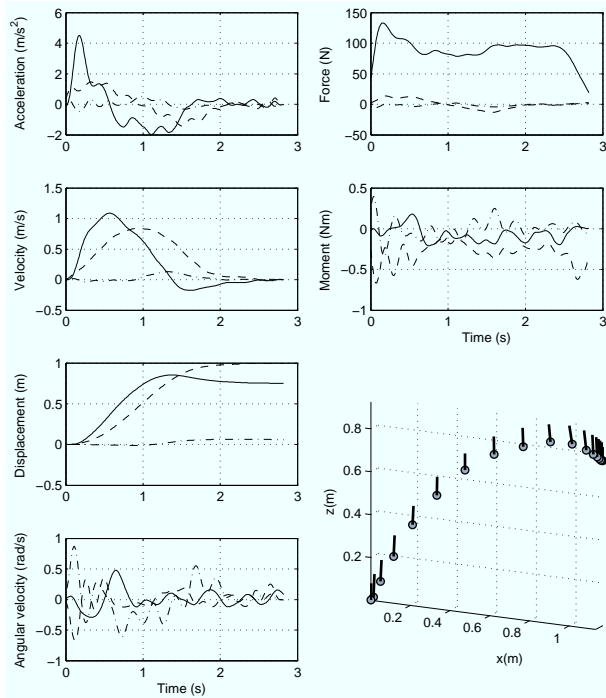 6
4
2
0
−2
0 1 2 3
Acceleration (m/s2)
150
100
50
0
−50
0 1 2 3
Force (N)
1.5
1
0.5
0
−0.5
0 1 2 3
Velocity (m/s)
0.5
0
−0.5
−1
0 1 2 3
Moment (Nm)
Time (s)
1
0.5
0
−0.5
0 1 2 3
Displacement (m)
0.8
0.6
0.4
0.2
z(m)
0.2 0.4 0.6 0.8 1
x(m)
1
0.5
0
−0.5
−1
0 1 2 3
Angular velocity (rad/s)
Time (s)